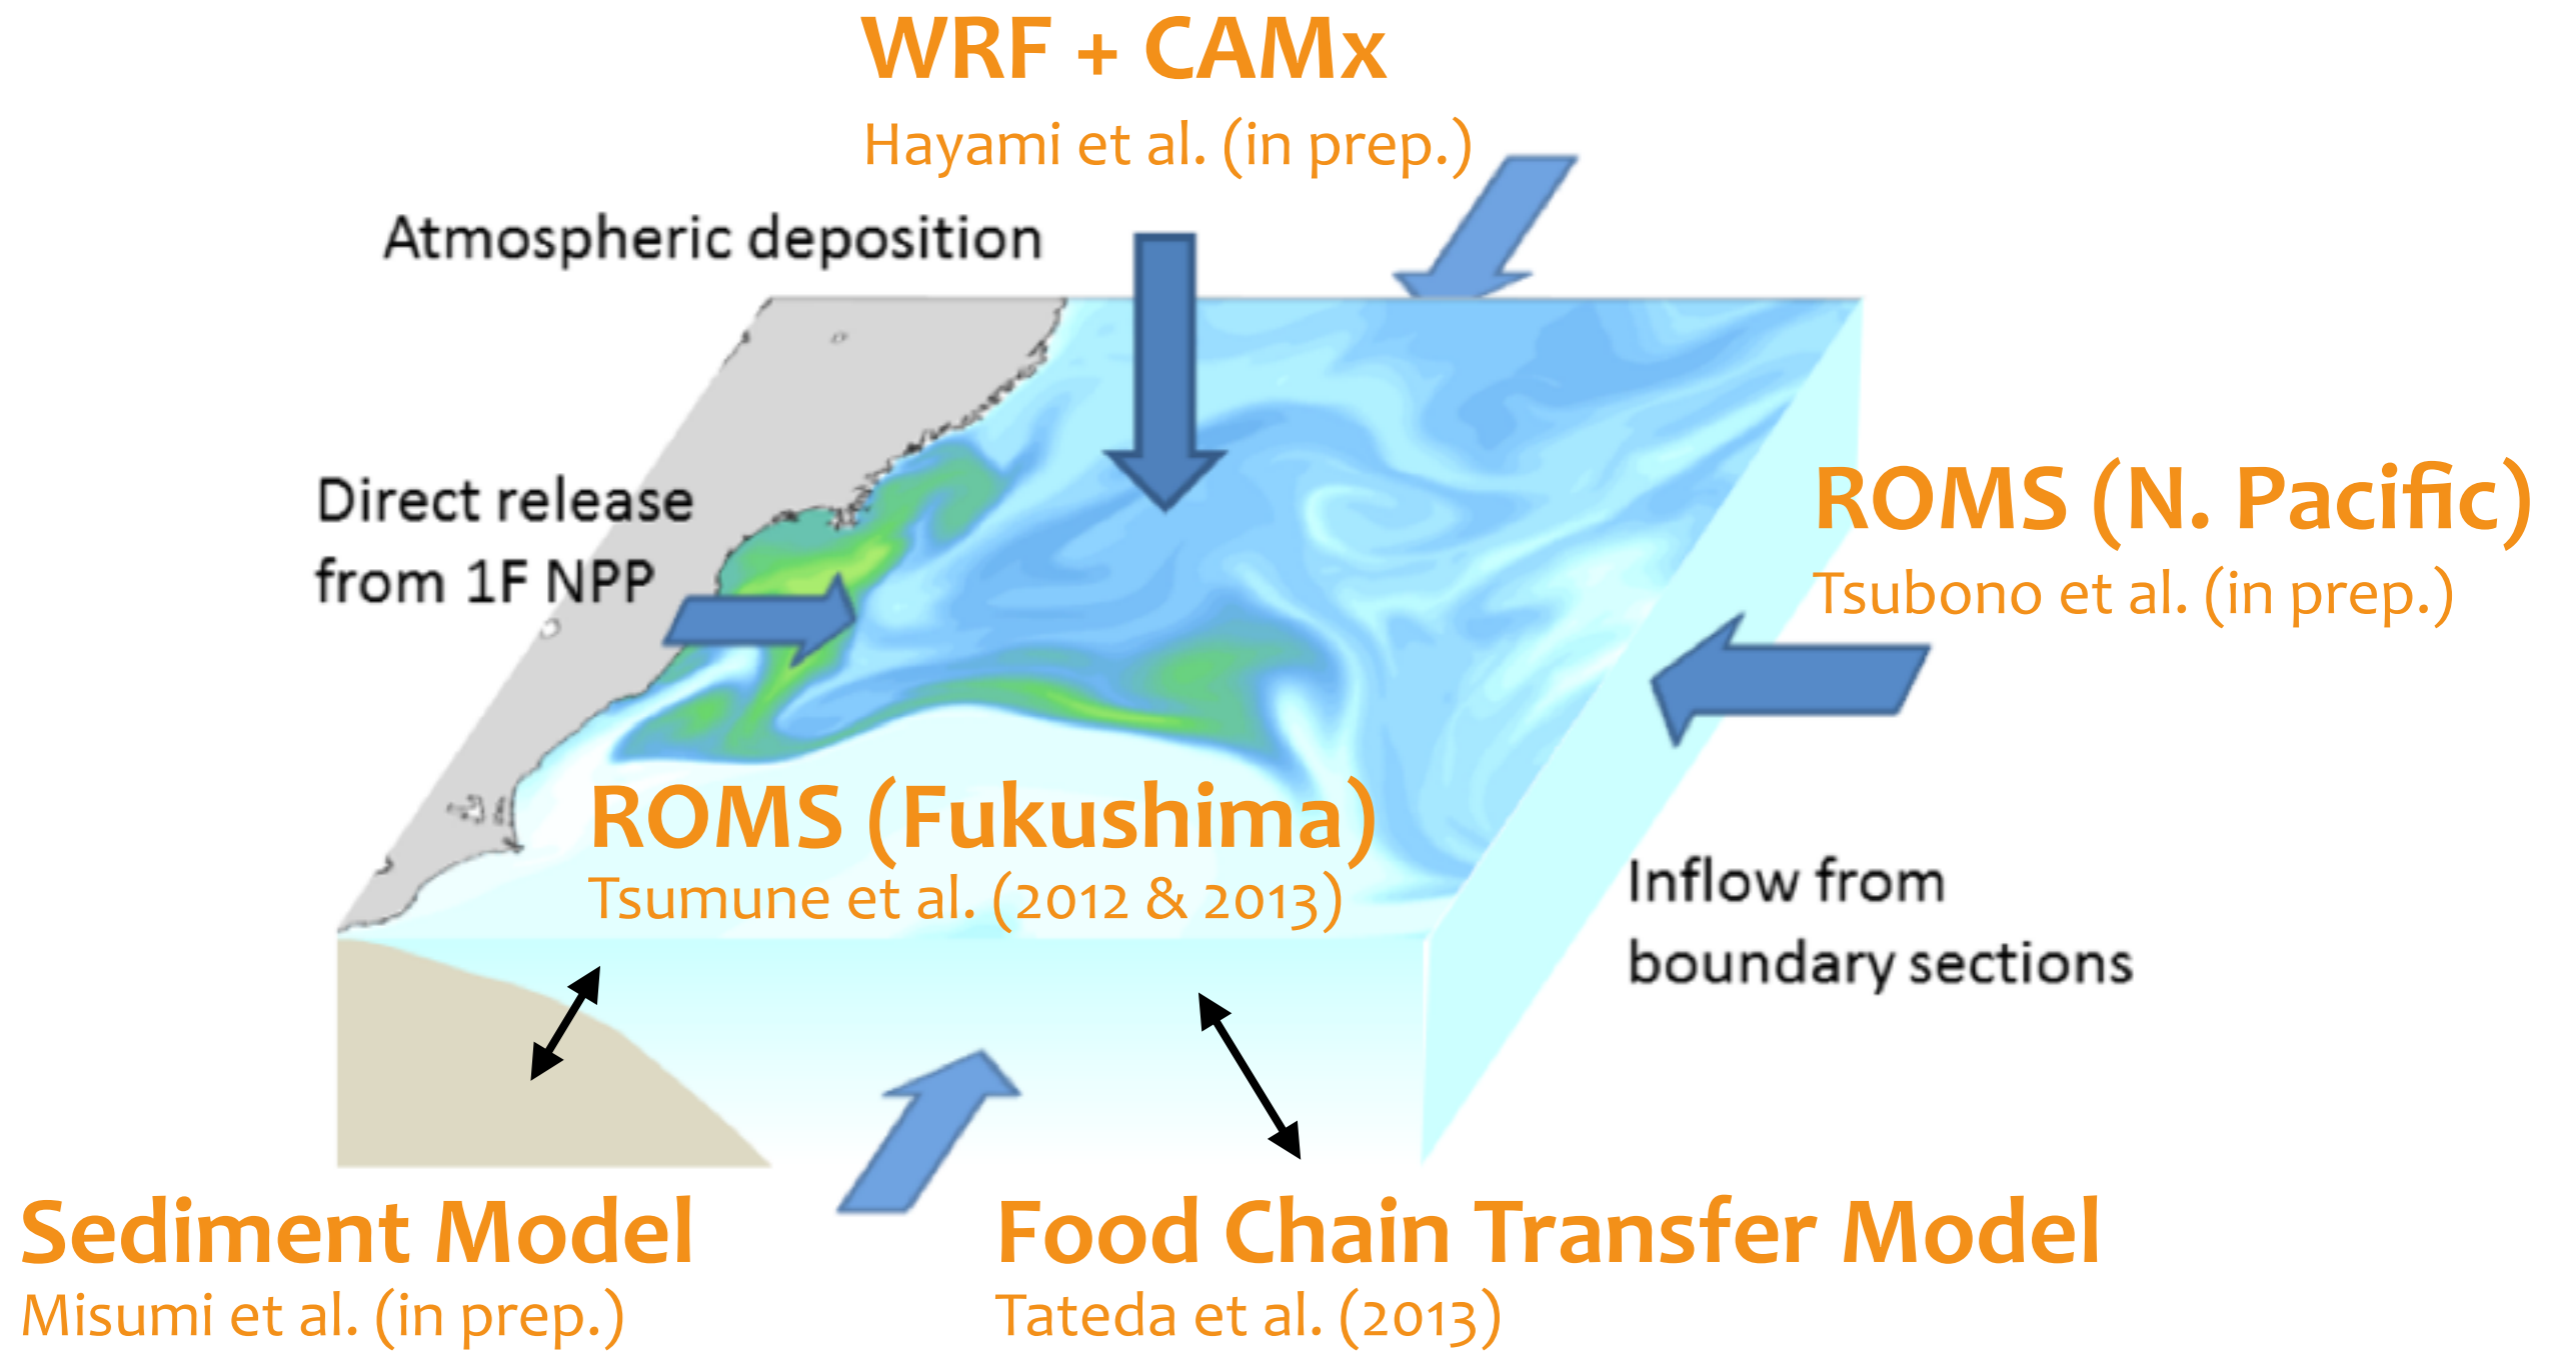 WRF + CAMx
Hayami et al. (in prep.)
Atmospheric deposition
Direct release
from 1F NPP
ROMS (N. Pacific)
Tsubono et al. (in prep.)
ROMS (Fukushima)
Tsumune et al. (2012 & 2013)
Inflow from
boundary sections
Sediment Model
Misumi et al. (in prep.)
Food Chain Transfer Model
Tateda et al. (2013)